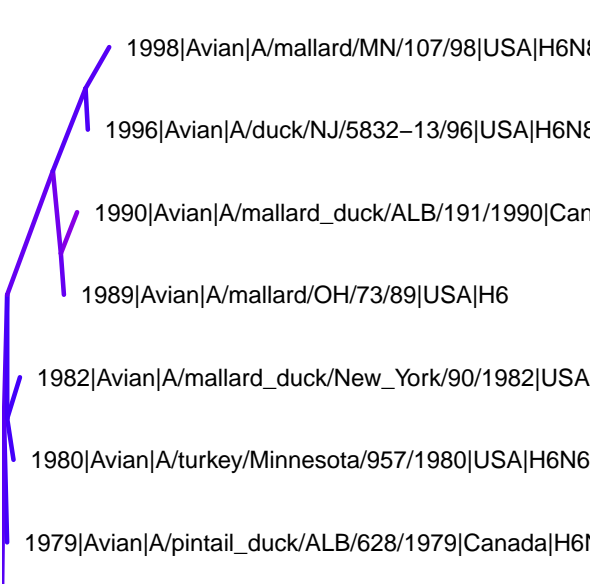 1998|Avian|A/mallard/MN/107/98|USA|H6N8
1996|Avian|A/duck/NJ/5832−13/96|USA|H6N8
1990|Avian|A/mallard_duck/ALB/191/1990|Can
1989|Avian|A/mallard/OH/73/89|USA|H6
1982|Avian|A/mallard_duck/New_York/90/1982|USA
1980|Avian|A/turkey/Minnesota/957/1980|USA|H6N6
1979|Avian|A/pintail_duck/ALB/628/1979|Canada|H6N